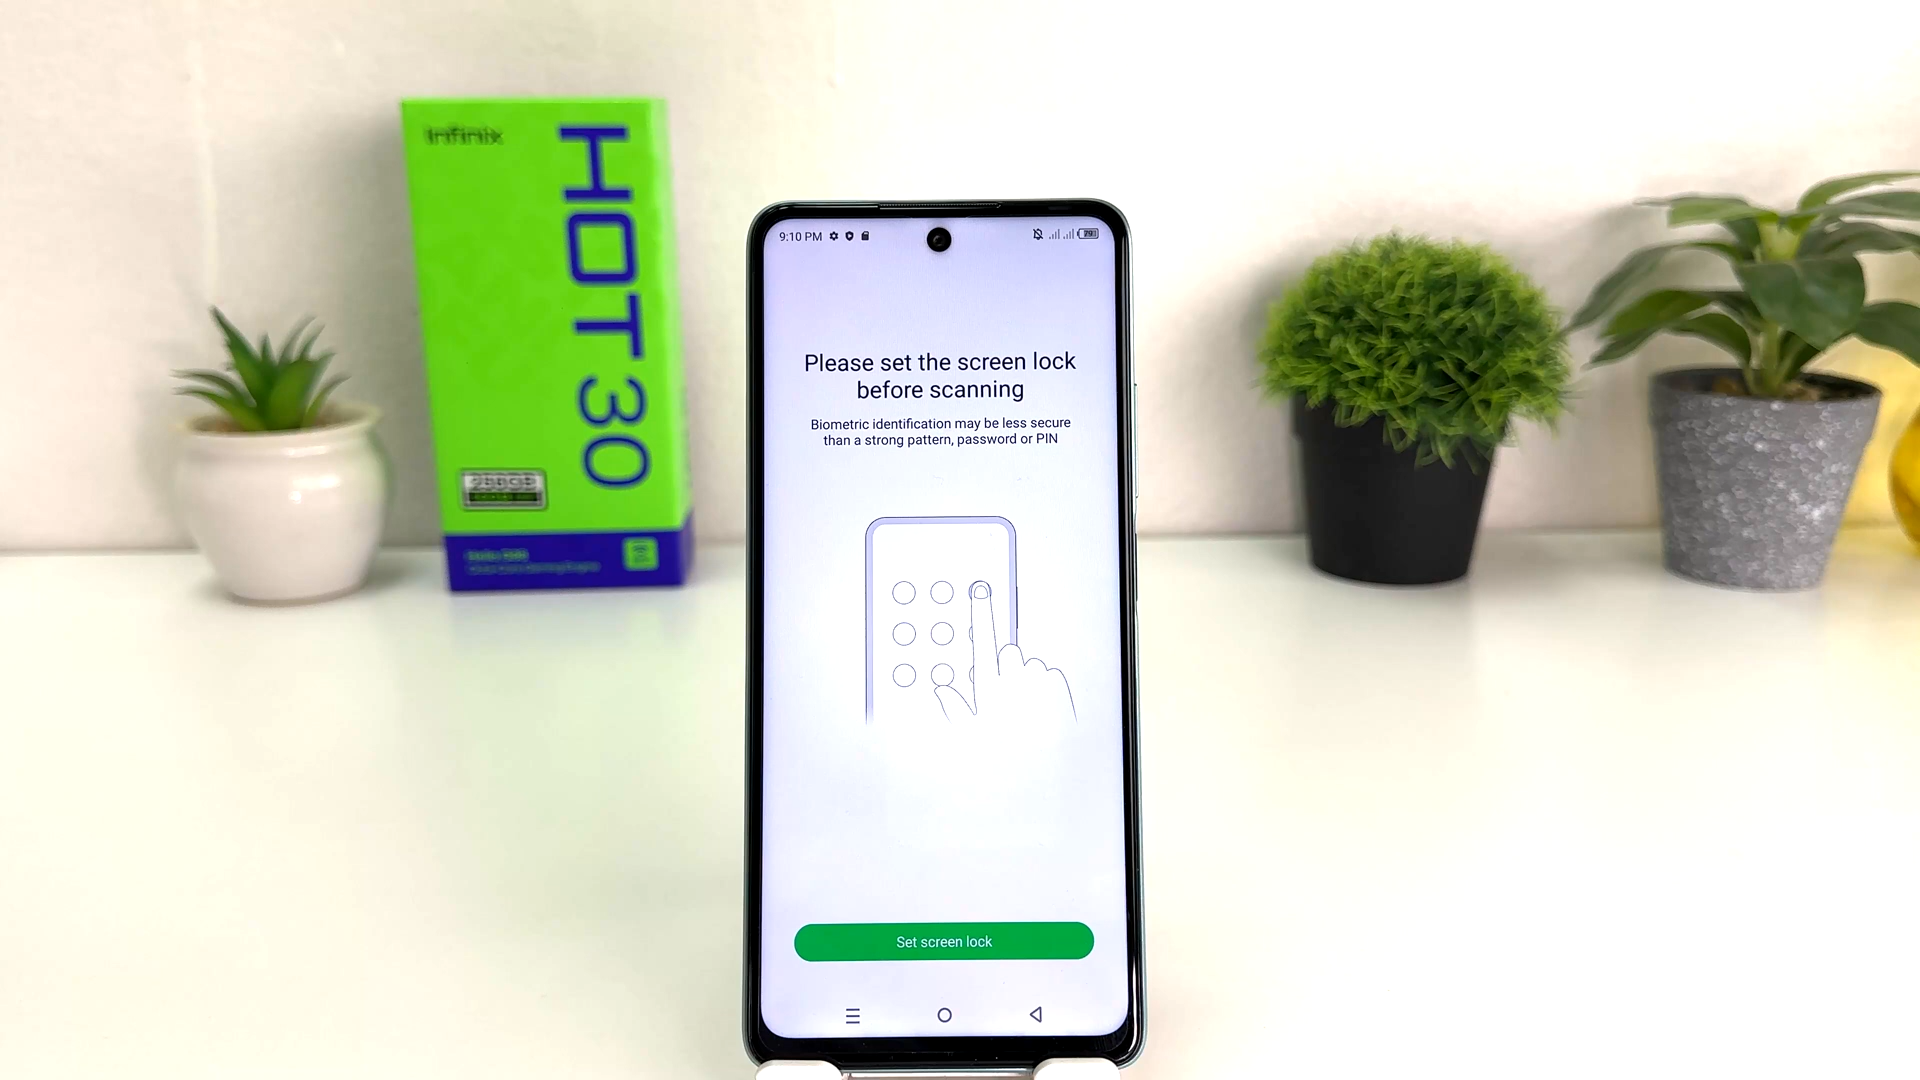 Infinix
HOT 30
256GB
9:10 PM
Please set the screen lock
before scanning
Biometric identification may be less secure
than a strong pattern, password or PIN
Set screen lock